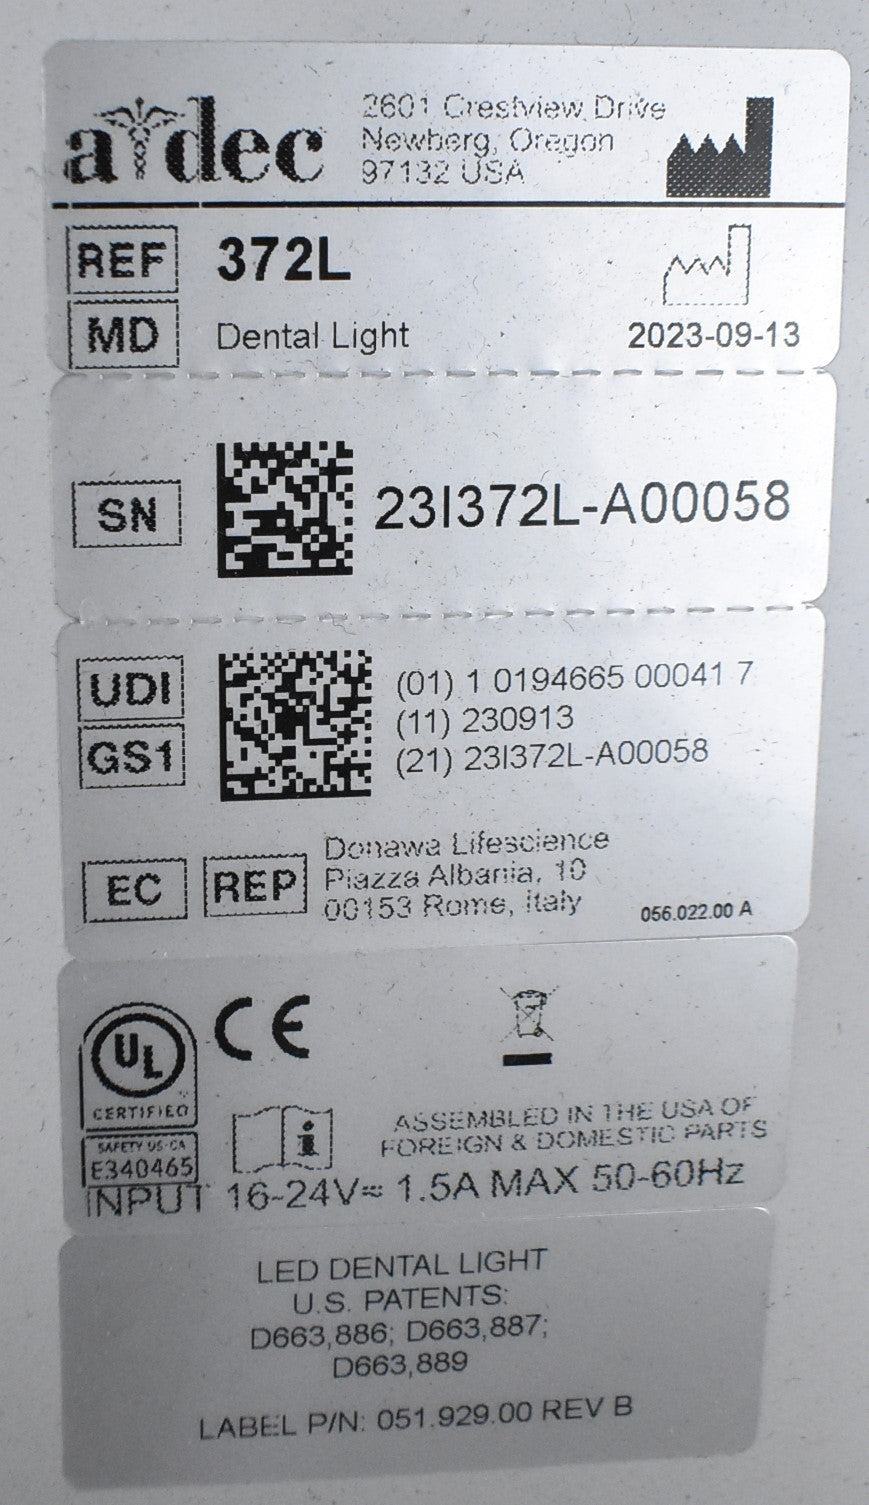 a dec
2601 Crestview Drive
Newberg, Oregon
97132 USA
REF 372L
MD Dental Light 2023-09-13
SN 23I372L-A00058
UDI (01) 1 0194665 00041 7
(11) 230913
GS1 (21) 23I372L-A00058
EC REP Donawa Lifescience
Piazza Albania, 10
00153 Rome, Italy
056.022.00 A
UL CE
CERTIFIED
SAFETY US-CA
E340465
i
ASSEMBLED IN THE USA OF
FOREIGN & DOMESTIC PARTS
INPUT 16-24V≂ 1.5A MAX 50-60Hz
LED DENTAL LIGHT
U.S. PATENTS:
D663,886; D663,887;
D663,889
LABEL P/N: 051.929.00 REV B